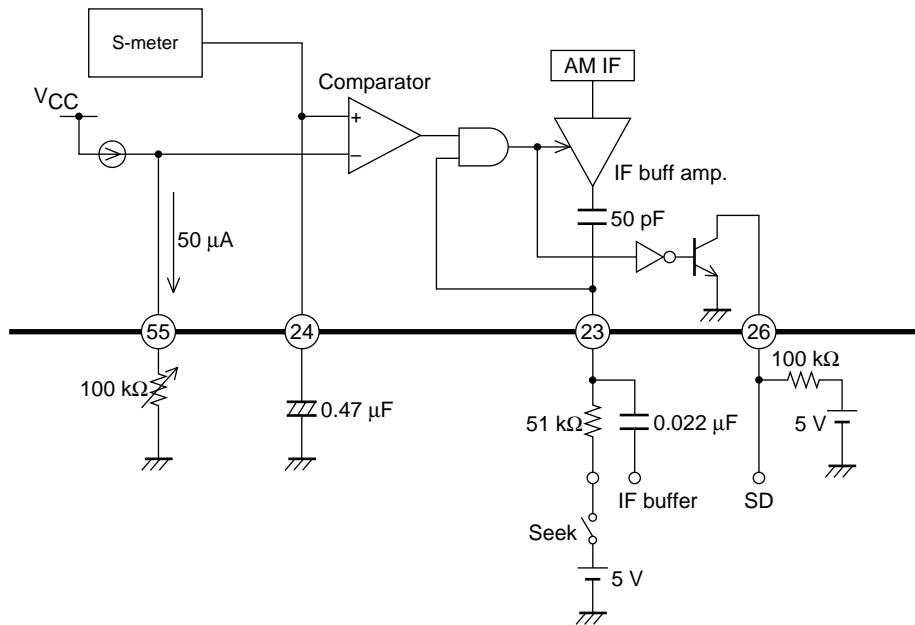 S-meter
AM IF
Comparator
VCC
+
−
IF buff amp.
50 pF
50 μA
55
24
23
26
100 kΩ
0.47 μF
51 kΩ
0.022 μF
100 kΩ
5 V
IF buffer
SD
Seek
5 V